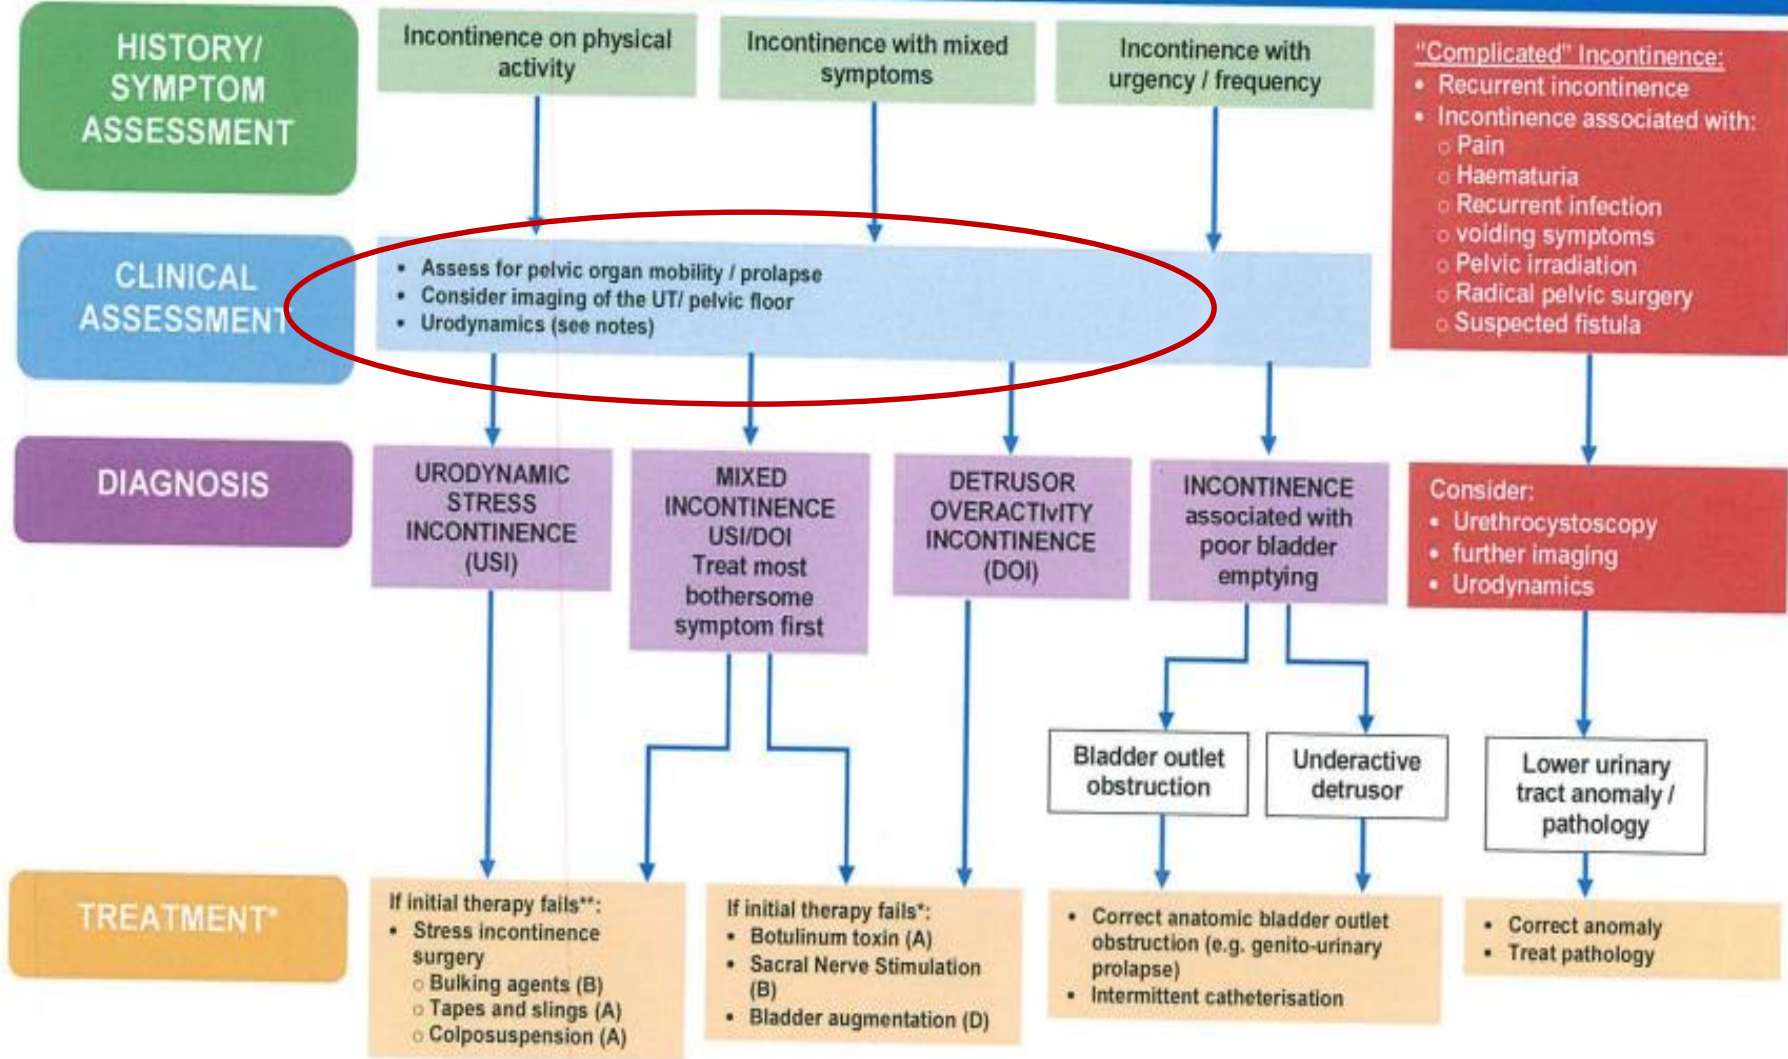 HISTORY/
SYMPTOM
ASSESSMENT
Incontinence on physical
activity
Incontinence with mixed
symptoms
Incontinence with
urgency / frequency
"Complicated" Incontinence:
• Recurrent incontinence
• Incontinence associated with:
○ Pain
○ Haematuria
○ Recurrent infection
○ voiding symptoms
○ Pelvic irradiation
○ Radical pelvic surgery
○ Suspected fistula
CLINICAL
ASSESSMENT
• Assess for pelvic organ mobility / prolapse
• Consider imaging of the UT/ pelvic floor
• Urodynamics (see notes)
DIAGNOSIS
URODYNAMIC
STRESS
INCONTINENCE
(USI)
MIXED
INCONTINENCE
USI/DOI
Treat most
bothersome
symptom first
DETRUSOR
OVERACTIVITY
INCONTINENCE
(DOI)
INCONTINENCE
associated with
poor bladder
emptying
Consider:
• Urethrocystoscopy
• further imaging
• Urodynamics
Bladder outlet
obstruction
Underactive
detrusor
Lower urinary
tract anomaly /
pathology
TREATMENT*
If initial therapy fails**:
• Stress incontinence
surgery
○ Bulking agents (B)
○ Tapes and slings (A)
○ Colposuspension (A)
If initial therapy fails*:
• Botulinum toxin (A)
• Sacral Nerve Stimulation
(B)
• Bladder augmentation (D)
• Correct anatomic bladder outlet
obstruction (e.g. genito-urinary
prolapse)
• Intermittent catheterisation
• Correct anomaly
• Treat pathology